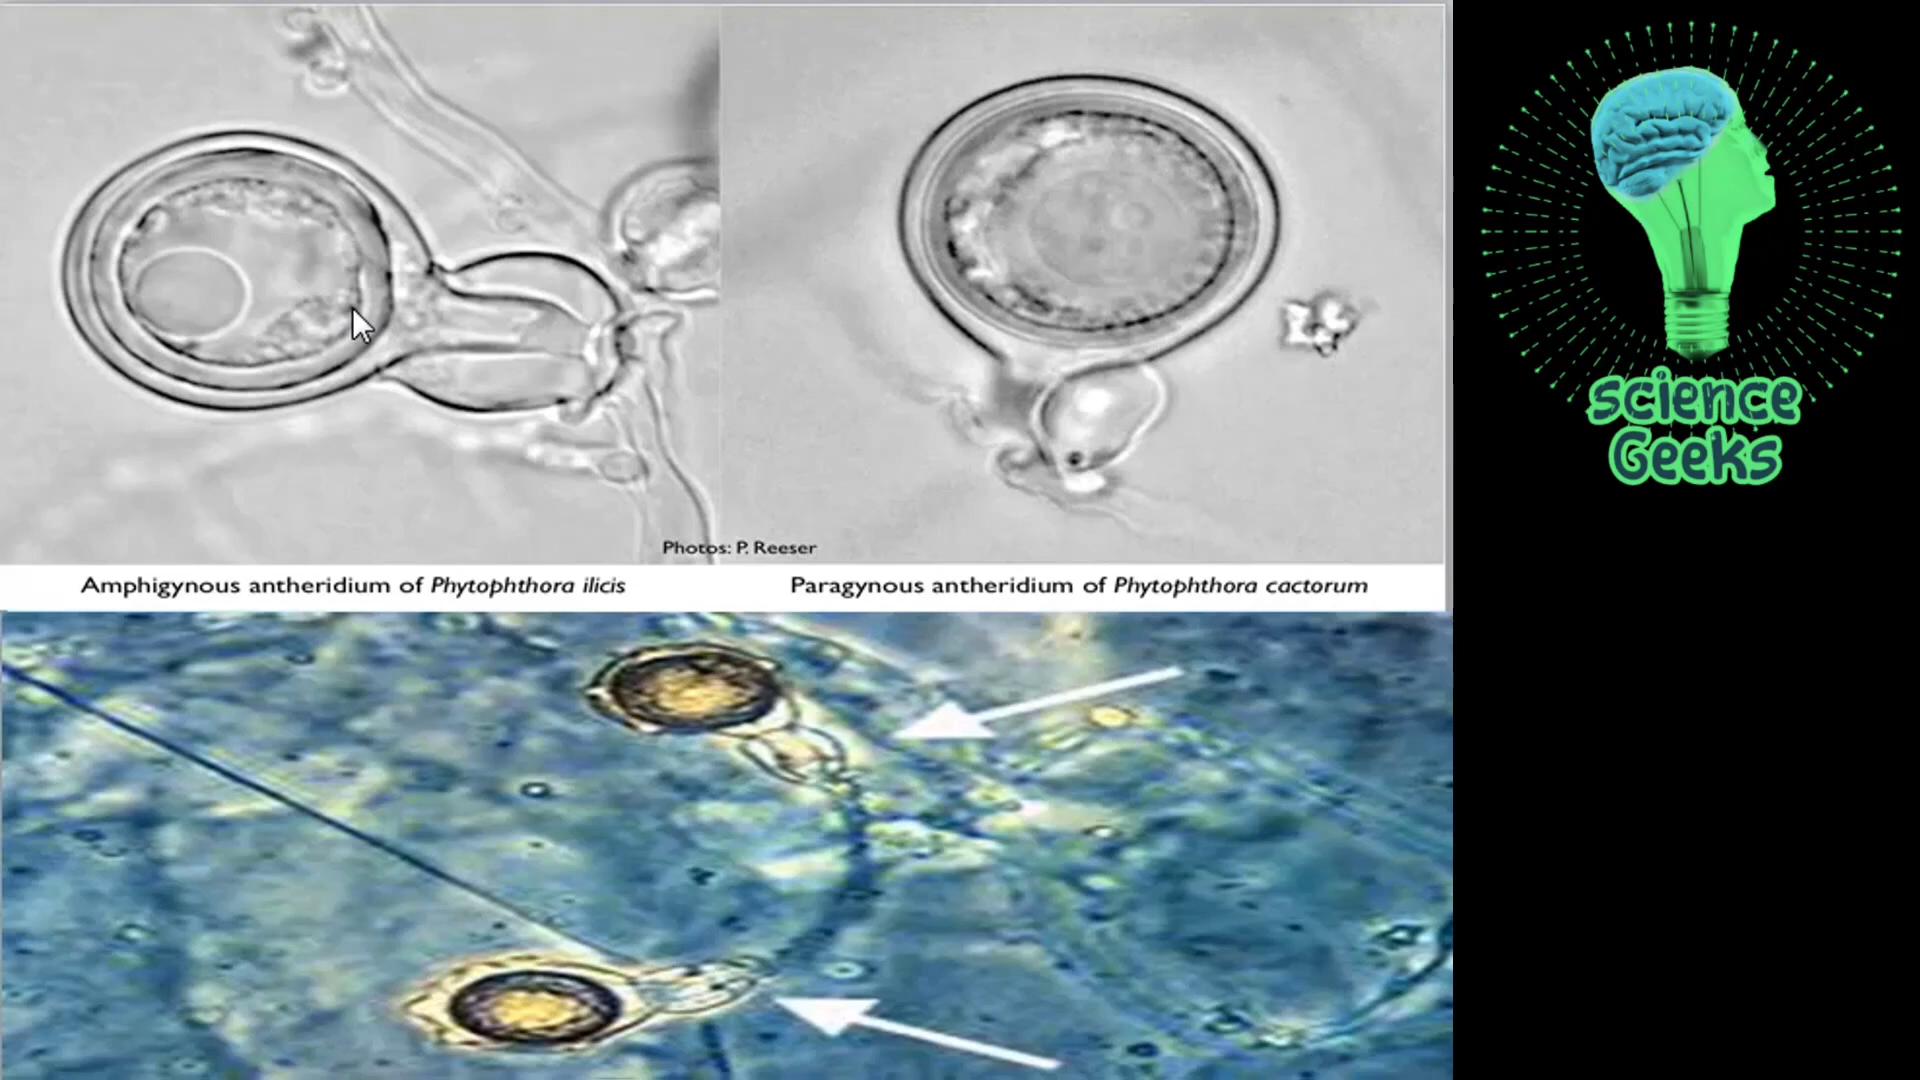 Photos: P. Reeser
Amphigynous antheridium of Phytophthora ilicis
Paragynous antheridium of Phytophthora cactorum
science
Geeks